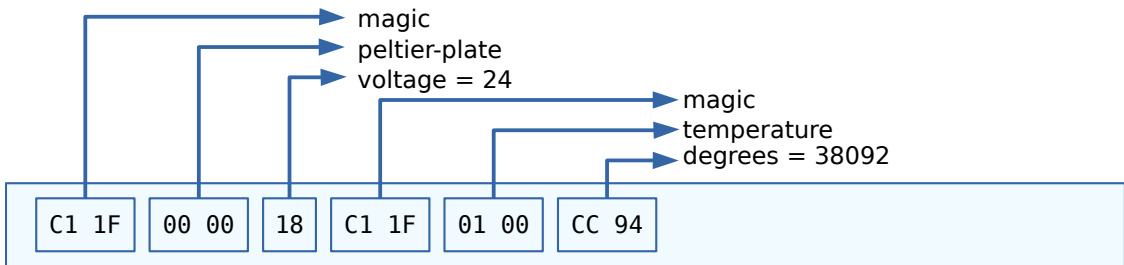 magic
peltier-plate
voltage = 24
magic
temperature
degrees = 38092
C1 1F 00 00 18 C1 1F 01 00 CC 94